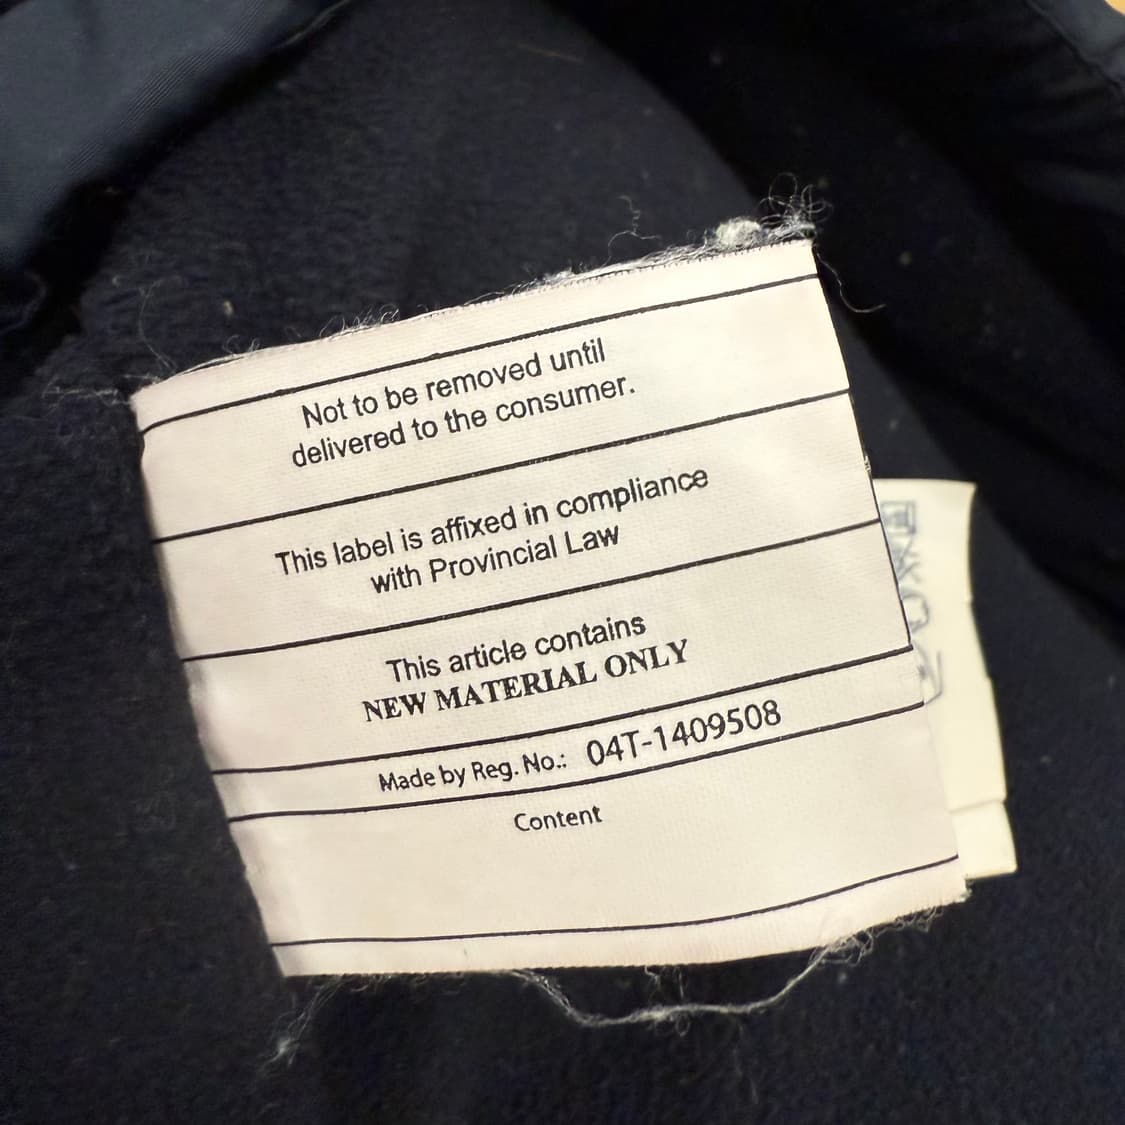 Not to be removed until
delivered to the consumer.
This label is affixed in compliance
with Provincial Law
This article contains
NEW MATERIAL ONLY
Made by Reg. No.: 04T-1409508
Content